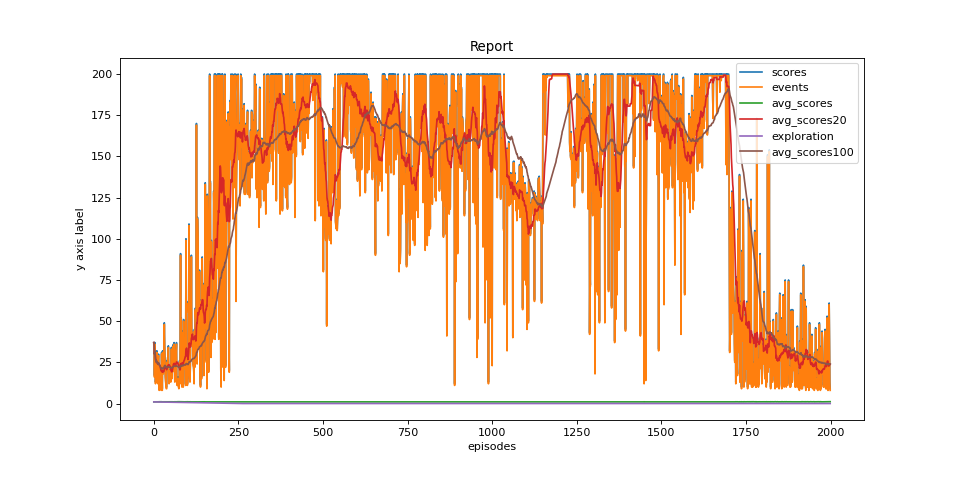 Report
200
175
150
125
100
75
50
25
0
y axis label
scores
events
avg_scores
avg_scores20
exploration
avg_scores100
0
250
500
750
1000
1250
1500
1750
2000
episodes